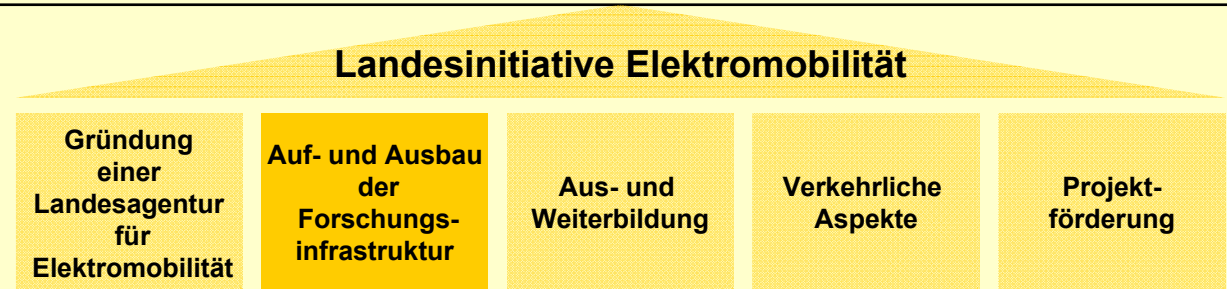 Landesinitiative Elektromobilität
Gründung
einer
Landesagentur
für
Elektromobilität
Auf- und Ausbau
der
Forschungs-
infrastruktur
Aus- und
Weiterbildung
Verkehrliche
Aspekte
Projekt-
förderung